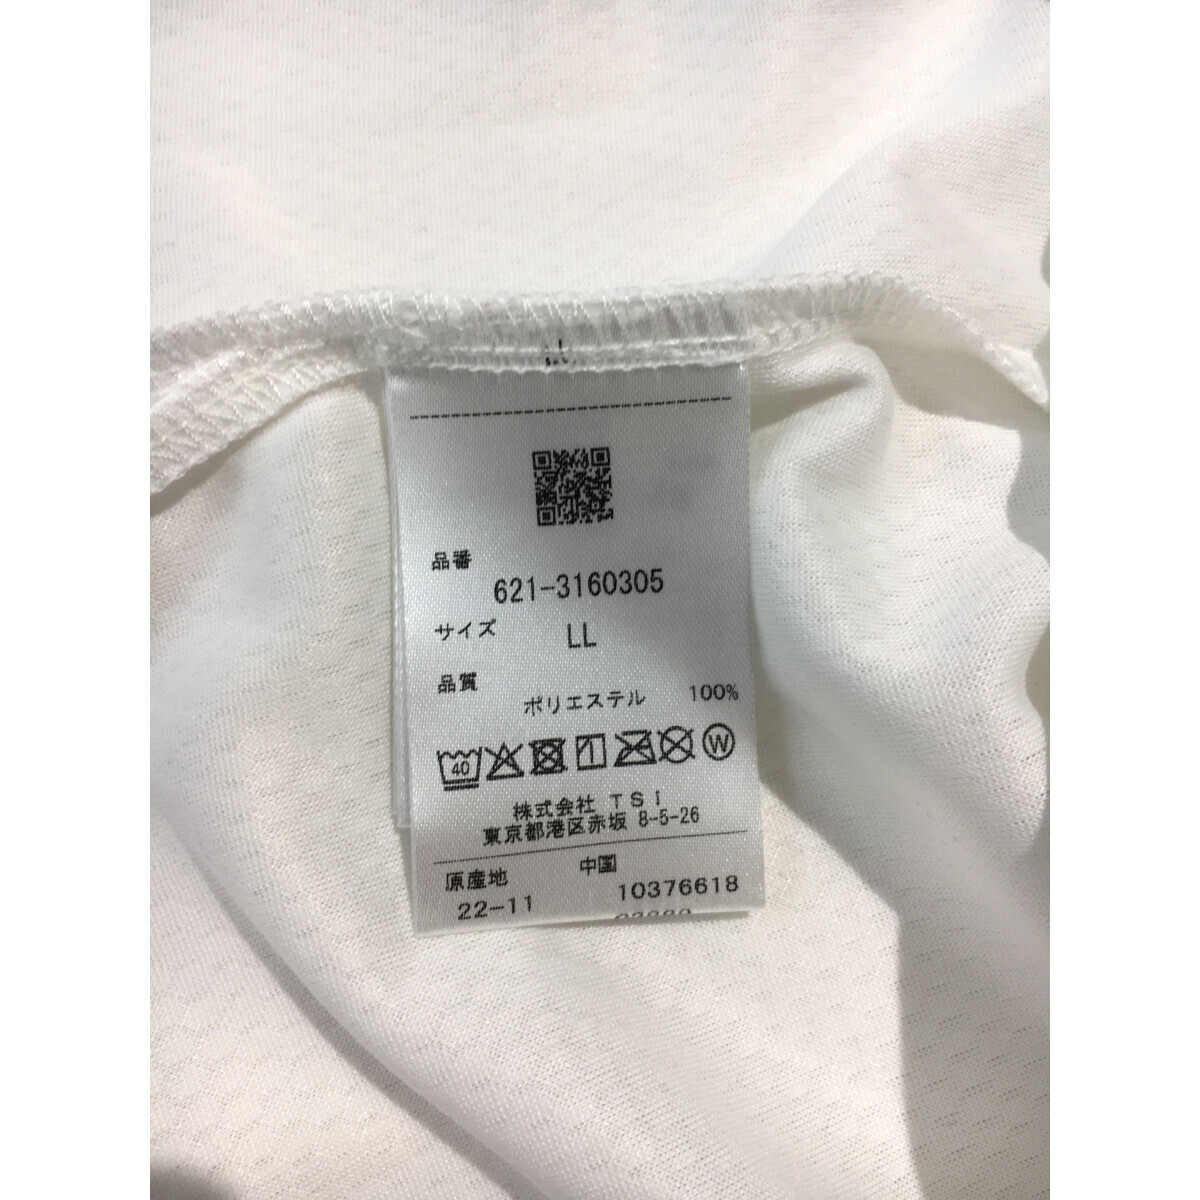 品番
621-3160305
サイズ LL
品質
ポリエステル 100%
40 W
株式会社 TSI
東京都港区赤坂 8-5-26
原産地 中国
22-11 10376618